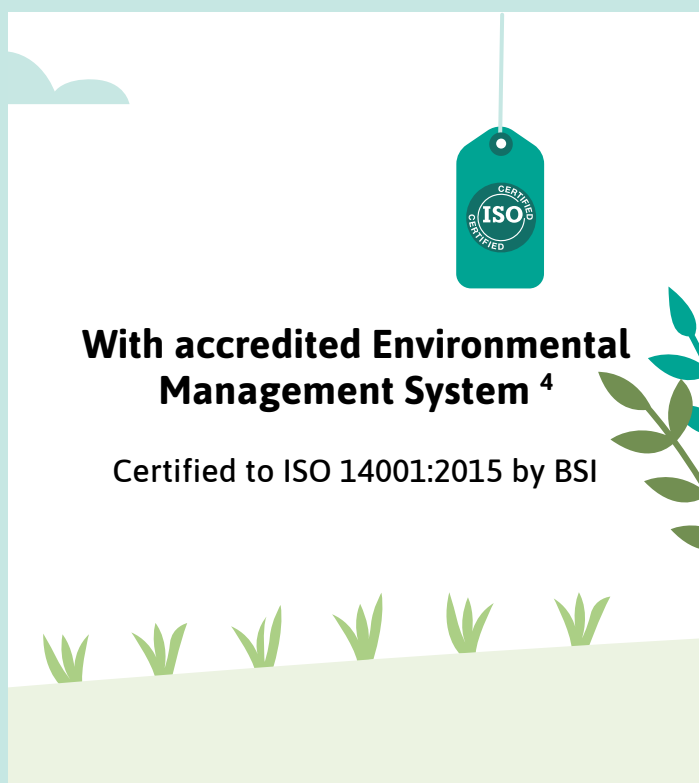 CERTIFIED
ISO
CERTIFIED
With accredited Environmental
Management System 4
Certified to ISO 14001:2015 by BSI